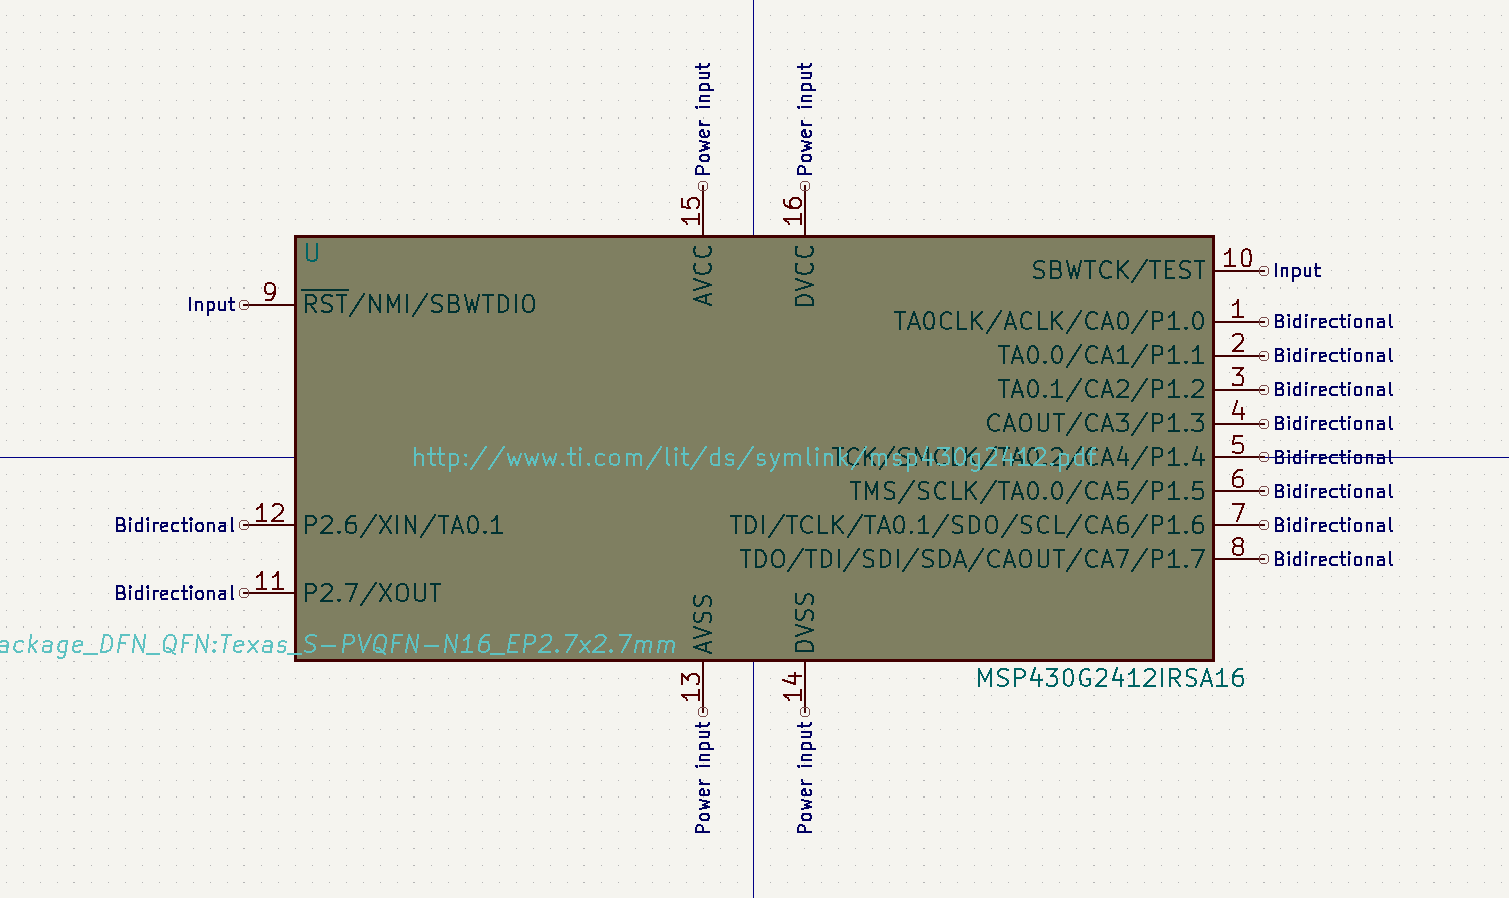 Power input
Power input
15
16
U
AVCC
DVCC
SBWTCK/TEST
10
Input
Input
9
RST/NMI/SBWTDIO
TA0CLK/ACLK/CA0/P1.0
1
Bidirectional
TA0.0/CA1/P1.1
2
Bidirectional
TA0.1/CA2/P1.2
3
Bidirectional
CAOUT/CA3/P1.3
4
Bidirectional
http://www.ti.com/lit/ds/symlink/msp430g2412.pdf
TCK/SMCLK/TA0.2/CA4/P1.4
5
Bidirectional
TMS/SCLK/TA0.0/CA5/P1.5
6
Bidirectional
Bidirectional
12
P2.6/XIN/TA0.1
TDI/TCLK/TA0.1/SDO/SCL/CA6/P1.6
7
Bidirectional
TDO/TDI/SDI/SDA/CAOUT/CA7/P1.7
8
Bidirectional
Bidirectional
11
P2.7/XOUT
AVSS
DVSS
ackage_DFN_QFN:Texas_S-PVQFN-N16_EP2.7x2.7mm
13
14
MSP430G2412IRSA16
Power input
Power input